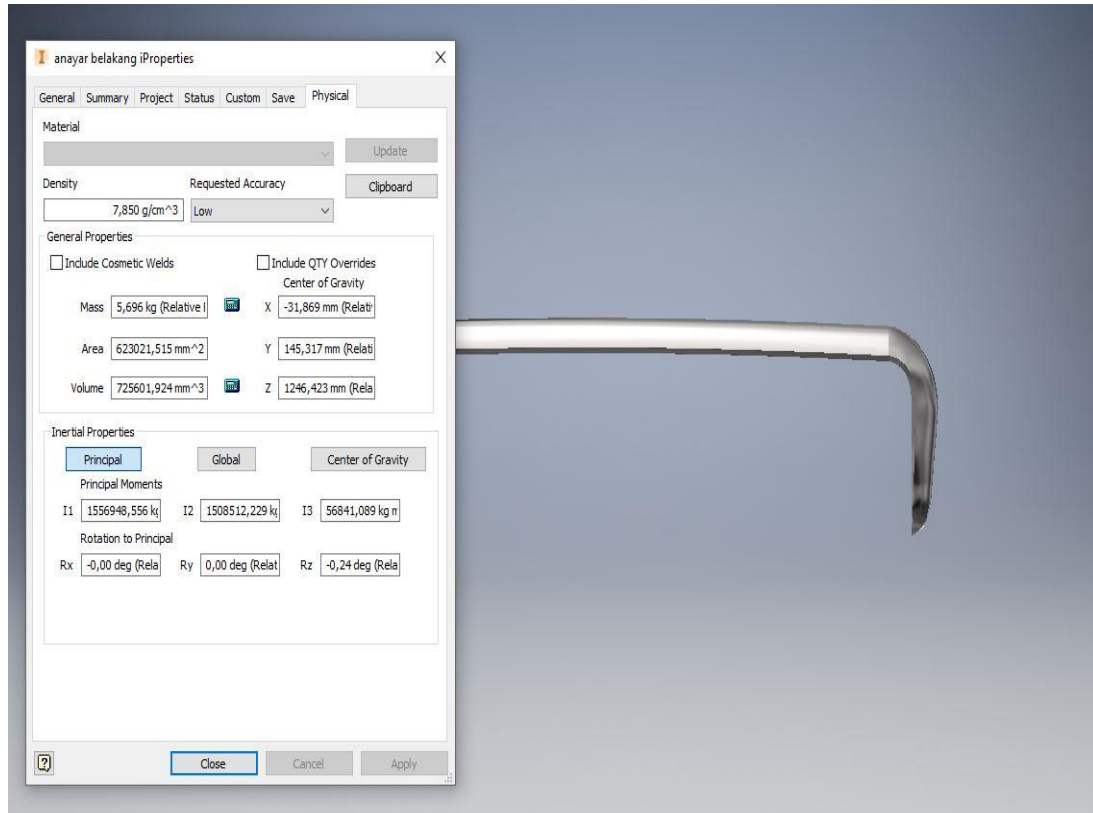 anayar belakang iProperties X
General Summary Project Status Custom Save Physical
Material
Update
Density Requested Accuracy Clipboard
7,850 g/cm^3 Low
General Properties
Include Cosmetic Welds Include QTY Overrides
Center of Gravity
Mass 5,696 kg (Relative X -31,869 mm (Relati
Area 623021,515 mm^2 Y 145,317 mm (Relati
Volume 725601,924 mm^3 Z 1246,423 mm (Rela
Inertial Properties
Principal Global Center of Gravity
Principal Moments
I1 1556948,556 kg I2 1508512,229 kg I3 56841,089 kg m
Rotation to Principal
Rx -0,00 deg (Rela Ry 0,00 deg (Relat Rz -0,24 deg (Rela
? Close Cancel Apply